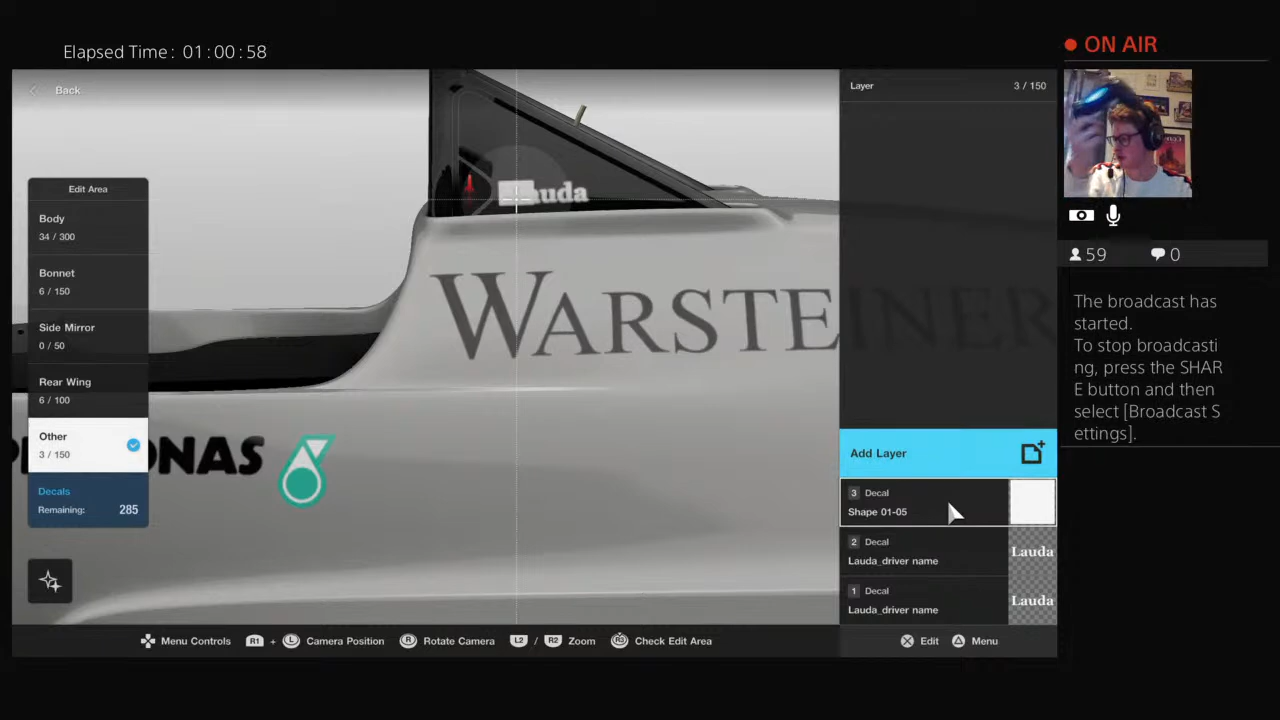 Elapsed Time: 01:00:58
ON AIR
Back
Layer 3 / 150
Edit Area
Body
34 / 300
Bonnet
6 / 150
Side Mirror
0 / 50
Rear Wing
6 / 100
Other
3 / 150
Decals
Remaining: 285
auda
WARSTEINER
ONAS
59 0
The broadcast has
started.
To stop broadcasti
ng, press the SHAR
E button and then
select [Broadcast S
ettings].
Add Layer
3 Decal
Shape 01-05
2 Decal
Lauda_driver name
Lauda
1 Decal
Lauda_driver name
Lauda
Menu Controls R1 + L Camera Position R Rotate Camera L2 / R2 Zoom R3 Check Edit Area Edit Menu